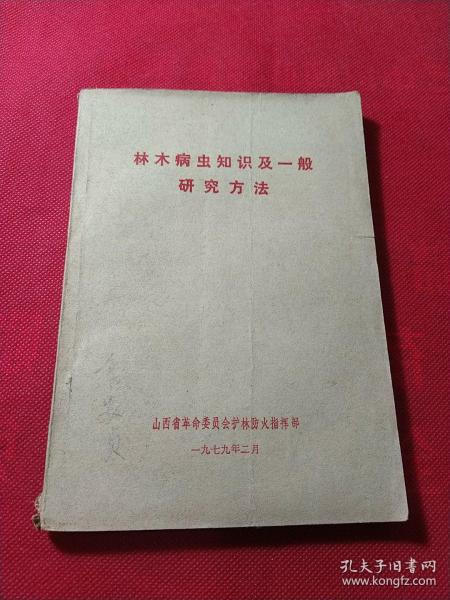 林木病虫知识及一般
研究方法
山西省革命委员会护林防火指挥部
一九七九年二月
孔夫子旧书网
www.kongfz.com